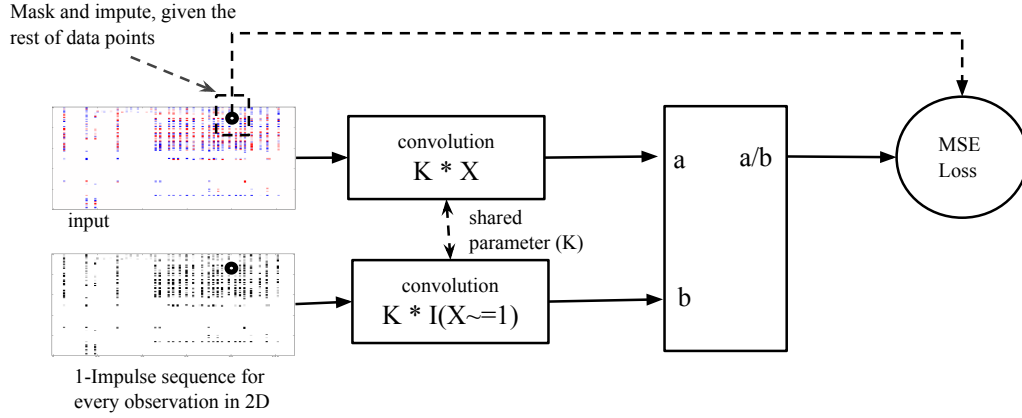 Mask and impute, given the
rest of data points
input
convolution
K * X
shared
parameter (K)
convolution
K * I(X~=1)
1-Impulse sequence for
every observation in 2D
a
a/b
b
MSE
Loss